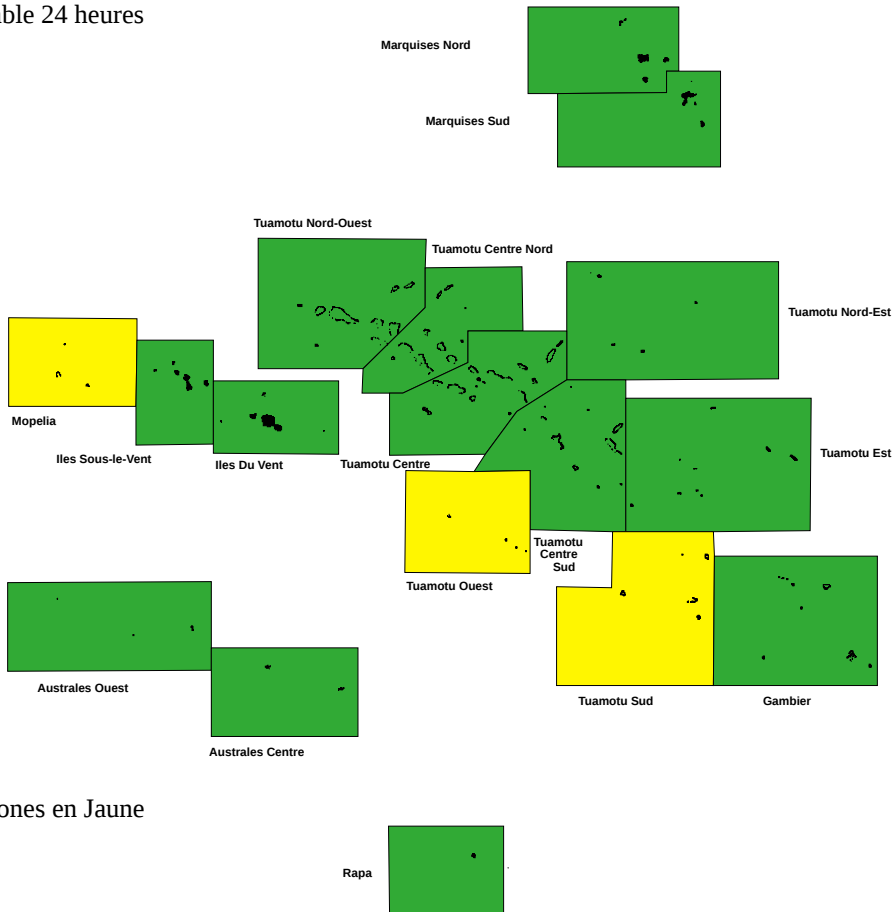 ble 24 heures
Marquises Nord
Marquises Sud
Tuamotu Nord-Ouest
Tuamotu Centre Nord
Tuamotu Nord-Est
Mopelia
Iles Sous-le-Vent
Iles Du Vent
Tuamotu Centre
Tuamotu Est
Tuamotu
Centre
Sud
Tuamotu Ouest
Australes Ouest
Tuamotu Sud
Gambier
Australes Centre
ones en Jaune
Rapa